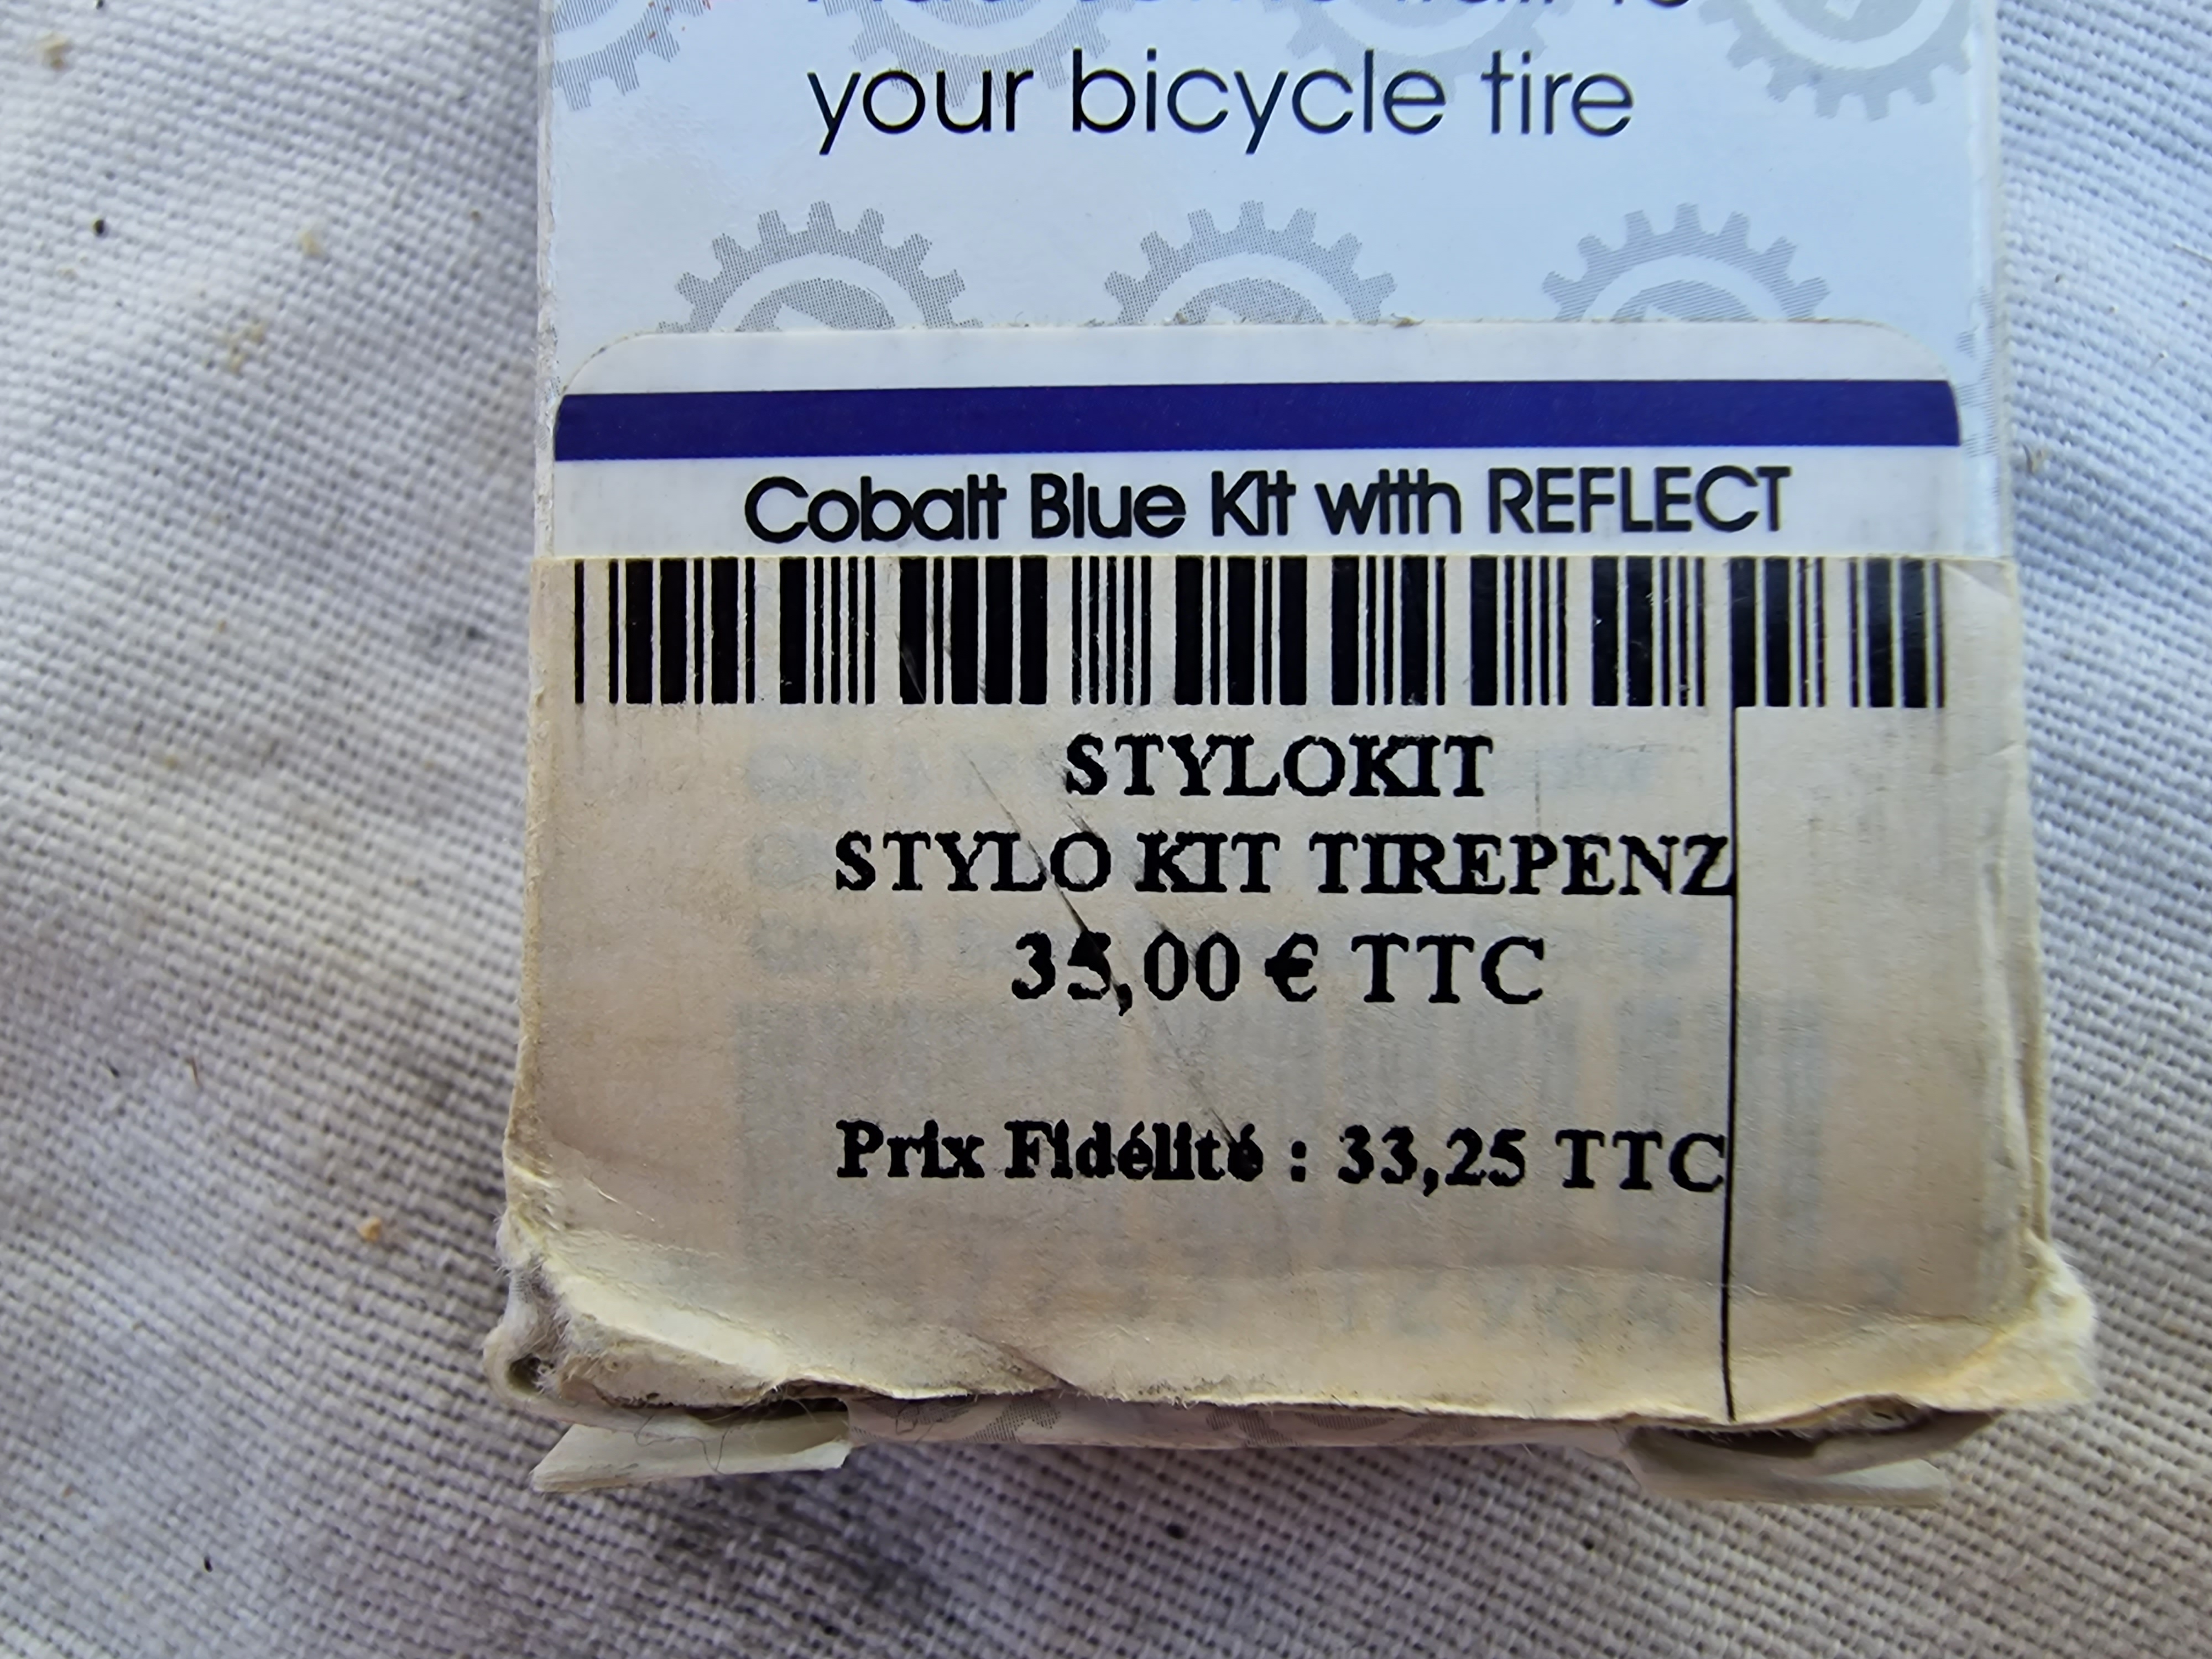 your bicycle tire
Cobalt Blue Kit with REFLECT
STYLOKIT
STYLO KIT TIREPENZ
35,00 € TTC
Prix Fidélité : 33,25 TTC